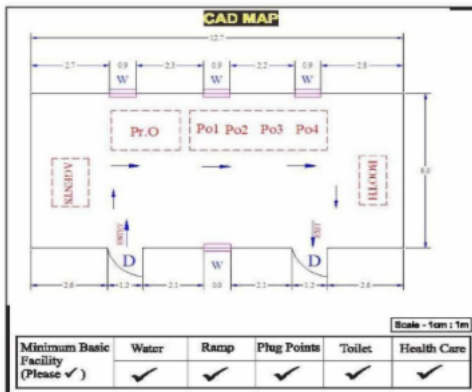 CAD MAP
12.7
2.7 0.9 2.3 0.9 2.2 0.9 2.8
W W W
Pr.O Po1 Po2 Po3 Po4
AGENTS BOOTH
ENTRY EXIT
D W D
2.6 1.2 2.1 0.9 2.1 1.2 2.6
Scale - 1cm : 1m
Minimum Basic Facility (Please ✓) Water Ramp Plug Points Toilet Health Care
✓ ✓ ✓ ✓ ✓